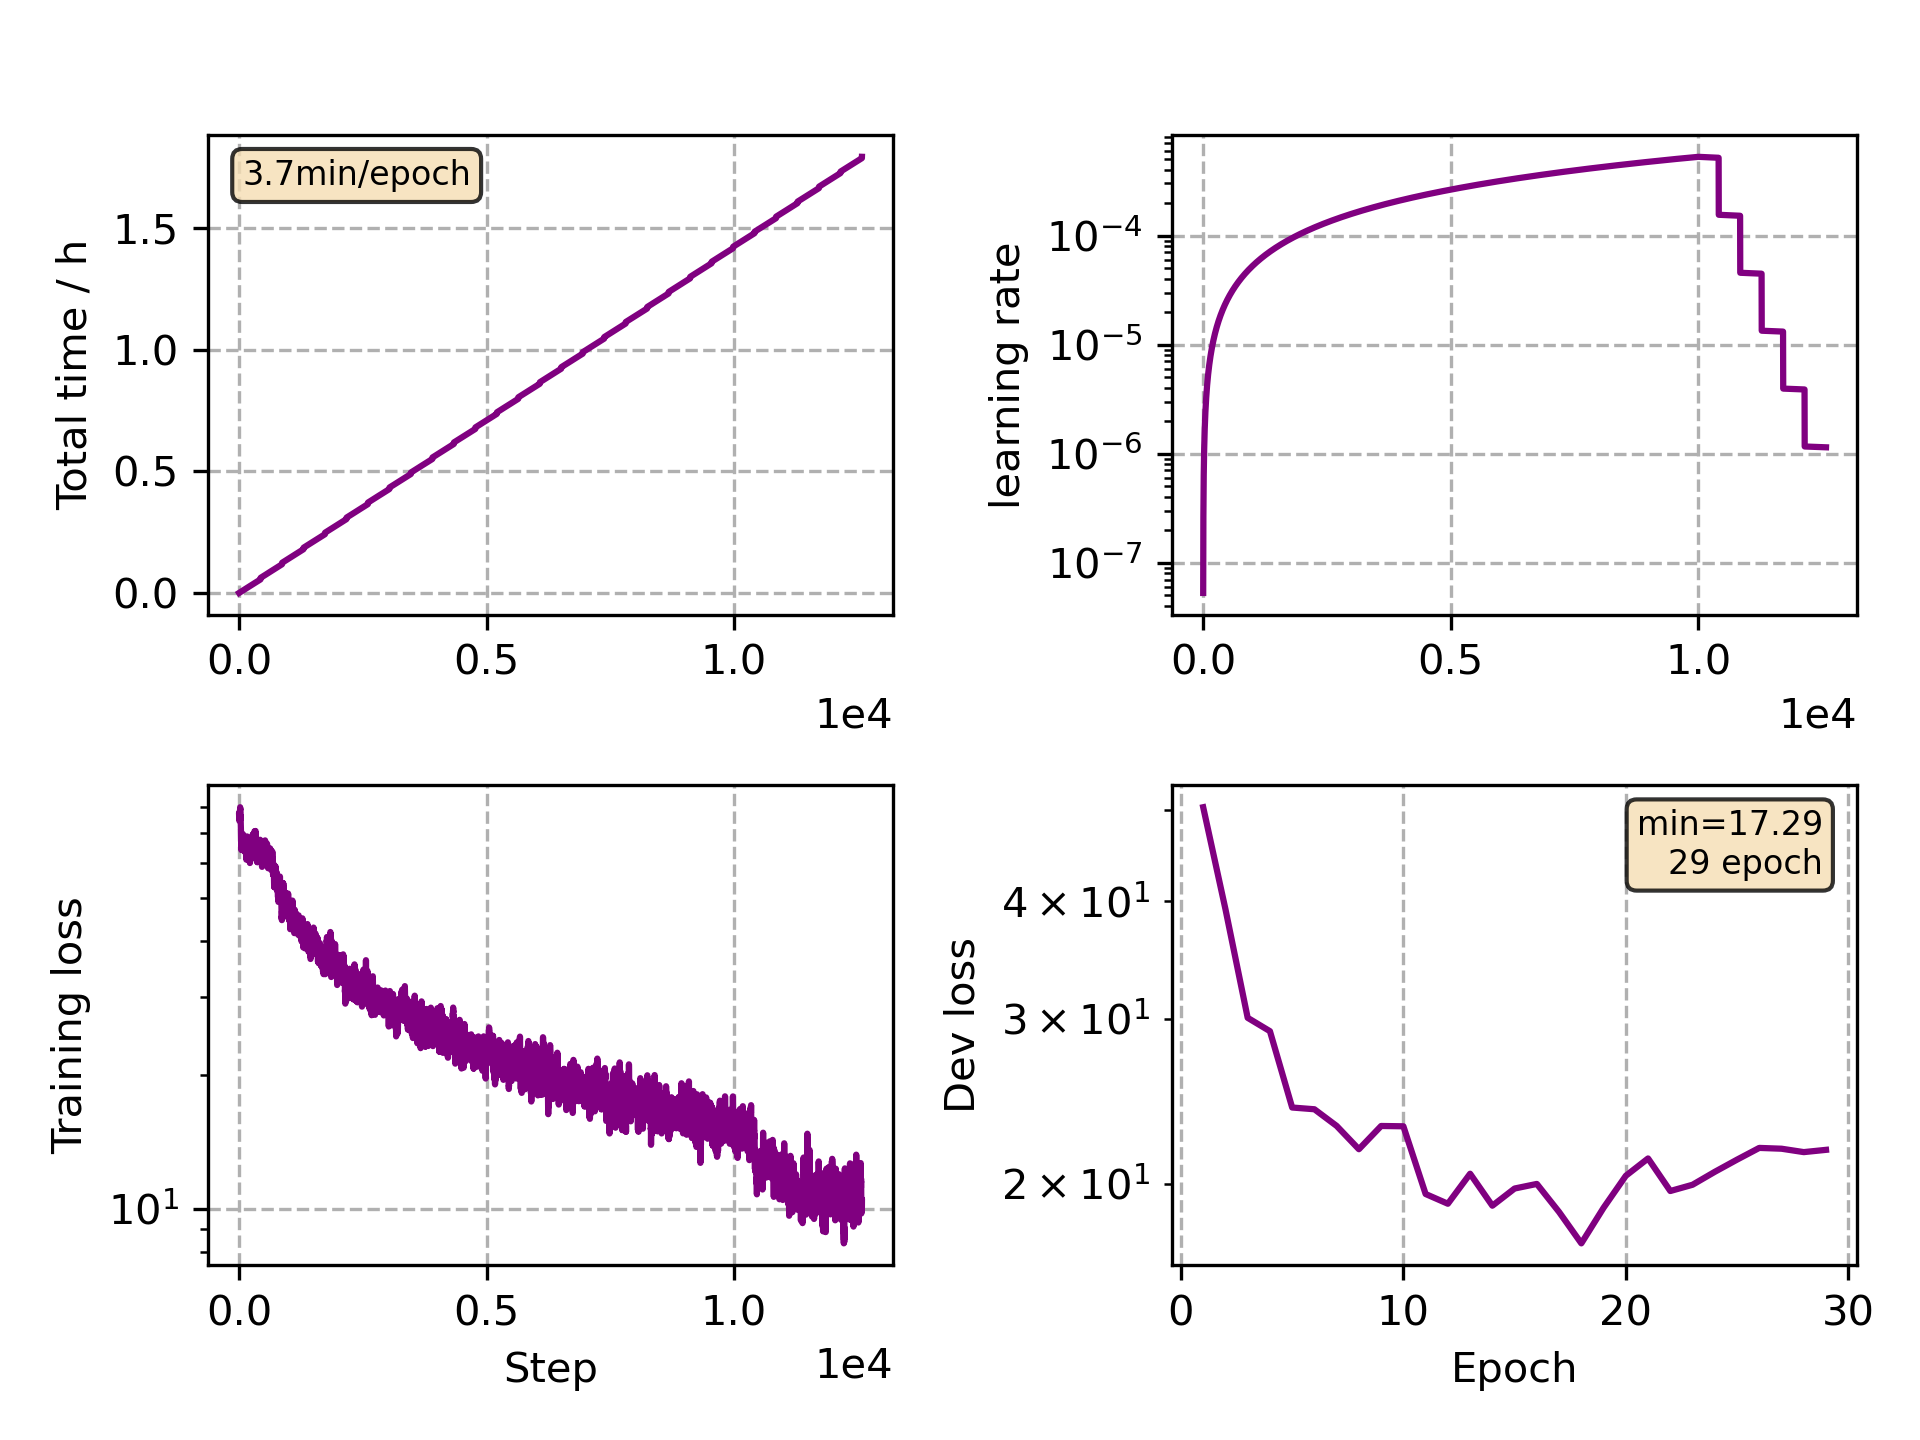 3.7min/epoch
Total time / h
1.5
1.0
0.5
0.0
0.0 0.5 1.0
1e4
learning rate
10⁻⁴
10⁻⁵
10⁻⁶
10⁻⁷
0.0 0.5 1.0
1e4
Training loss
10¹
0.0 0.5 1.0
Step 1e4
min=17.29
29 epoch
Dev loss
4 × 10¹
3 × 10¹
2 × 10¹
0 10 20 30
Epoch